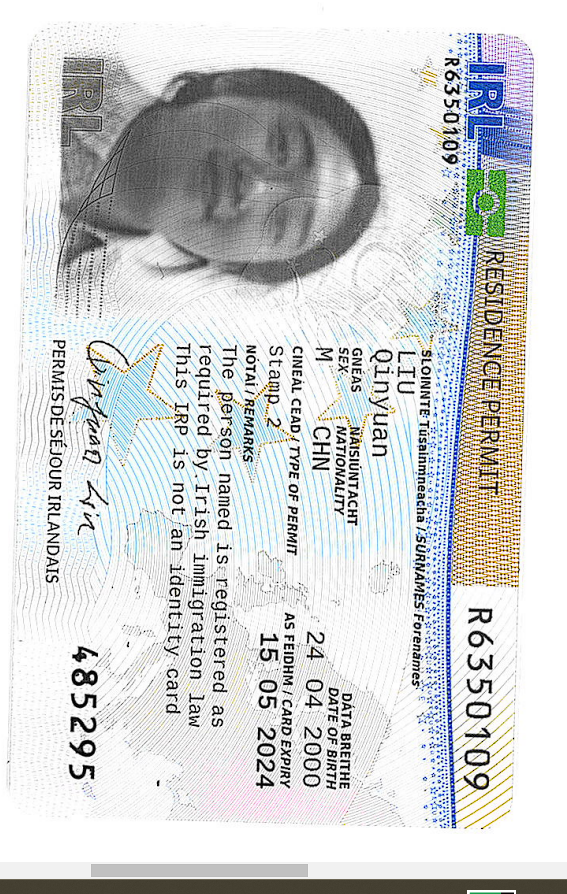 IRL
RESIDENCE PERMIT
R6350109
R6350109
SLOINNTE Túsainmneacha / SURNAMES Forenames
LIU
Qinyuan
GNÉAS NÁISIÚNTACHT DÁTA BREITHE
SEX NATIONALITY DATE OF BIRTH
M CHN 24 04 2000
CINEÁL CEAD / TYPE OF PERMIT AS FEIDHM / CARD EXPIRY
Stamp 2 15 05 2024
NÓTAÍ / REMARKS
The person named is registered as
required by Irish immigration law
This IRP is not an identity card
IRL
Qinyuan Liu
485295
PERMIS DE SÉJOUR IRLANDAIS